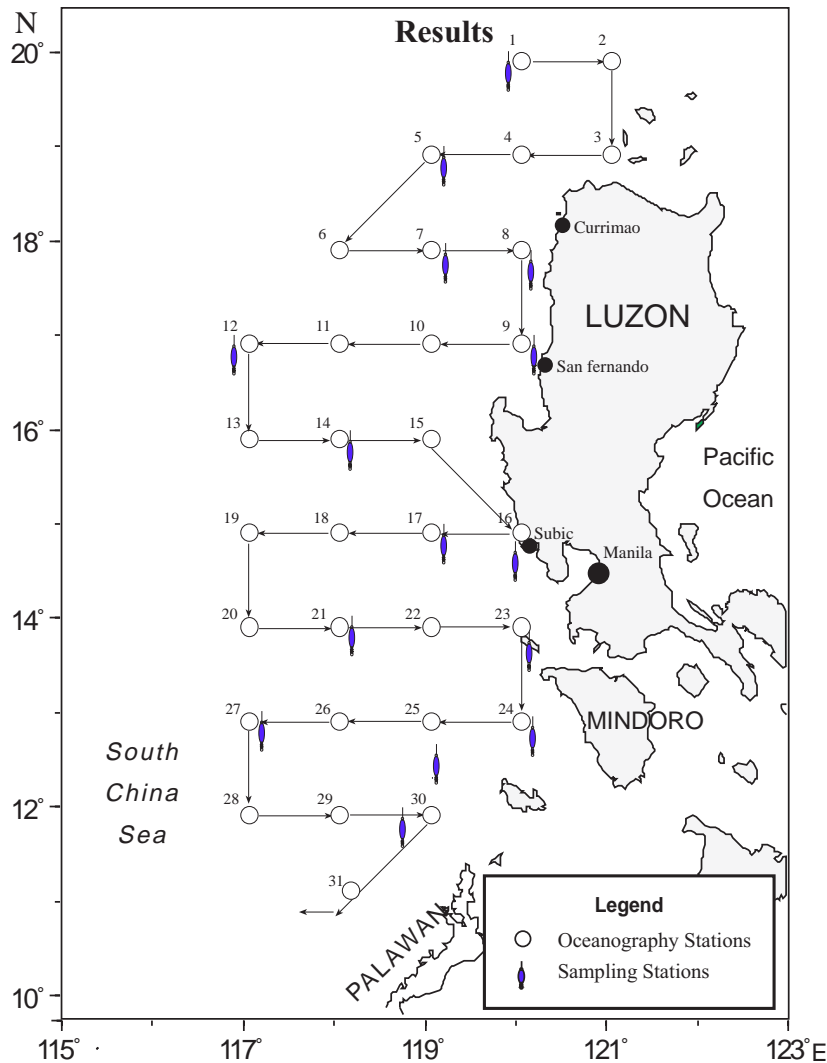 N
Results
20°
1
2
5
4
3
6
7
8
Currimao
18°
LUZON
12
11
10
9
San fernando
16°
13
14
15
Pacific
Ocean
19
18
17
16
Subic
Manila
14°
20
21
22
23
27
26
25
24
MINDORO
South
China
Sea
12°
28
29
30
31
PALAWAN
Legend
Oceanography Stations
Sampling Stations
10°
115°
117°
119°
121°
123°E